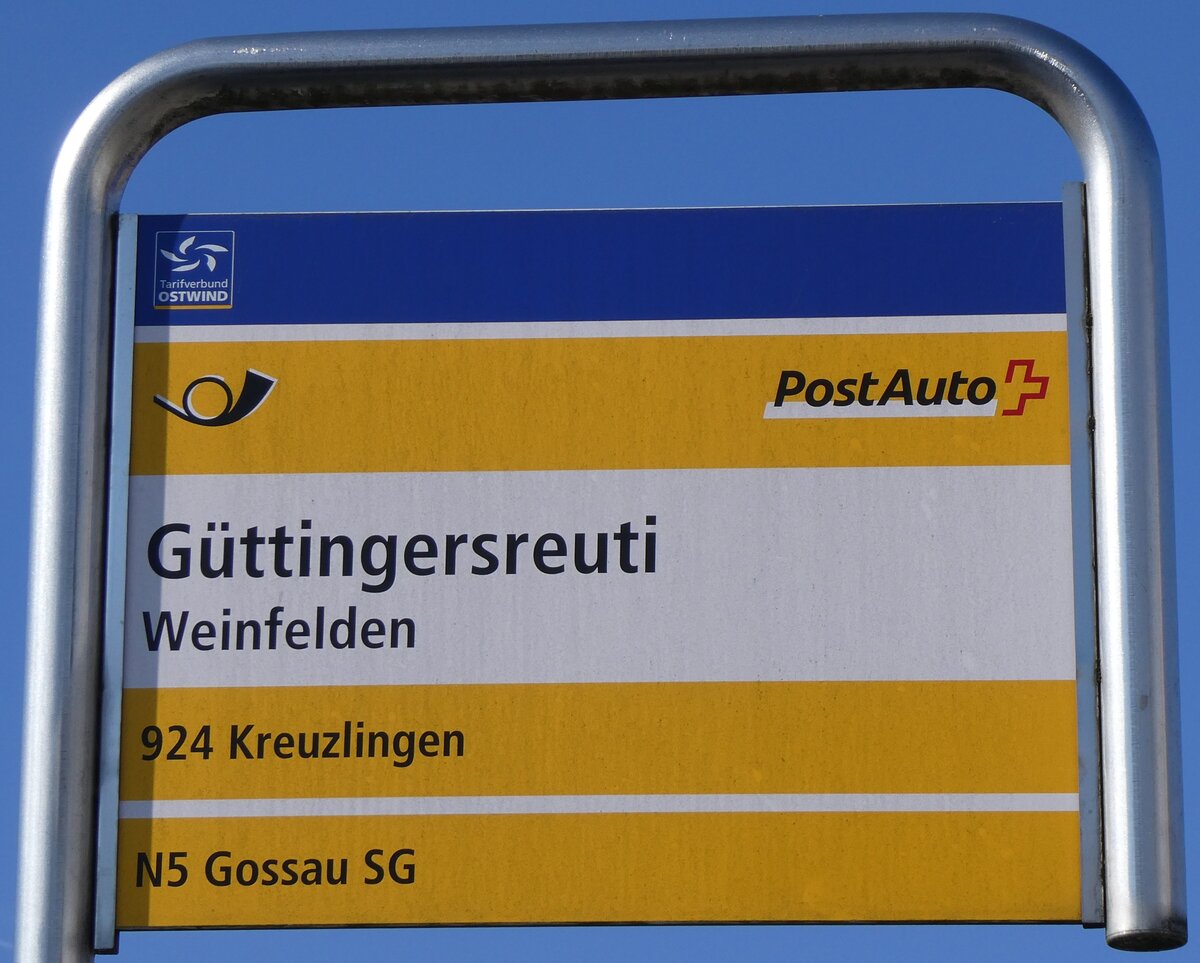 Tarifverbund
OSTWIND
PostAuto
Güttingersreuti
Weinfelden
924 Kreuzlingen
N5 Gossau SG